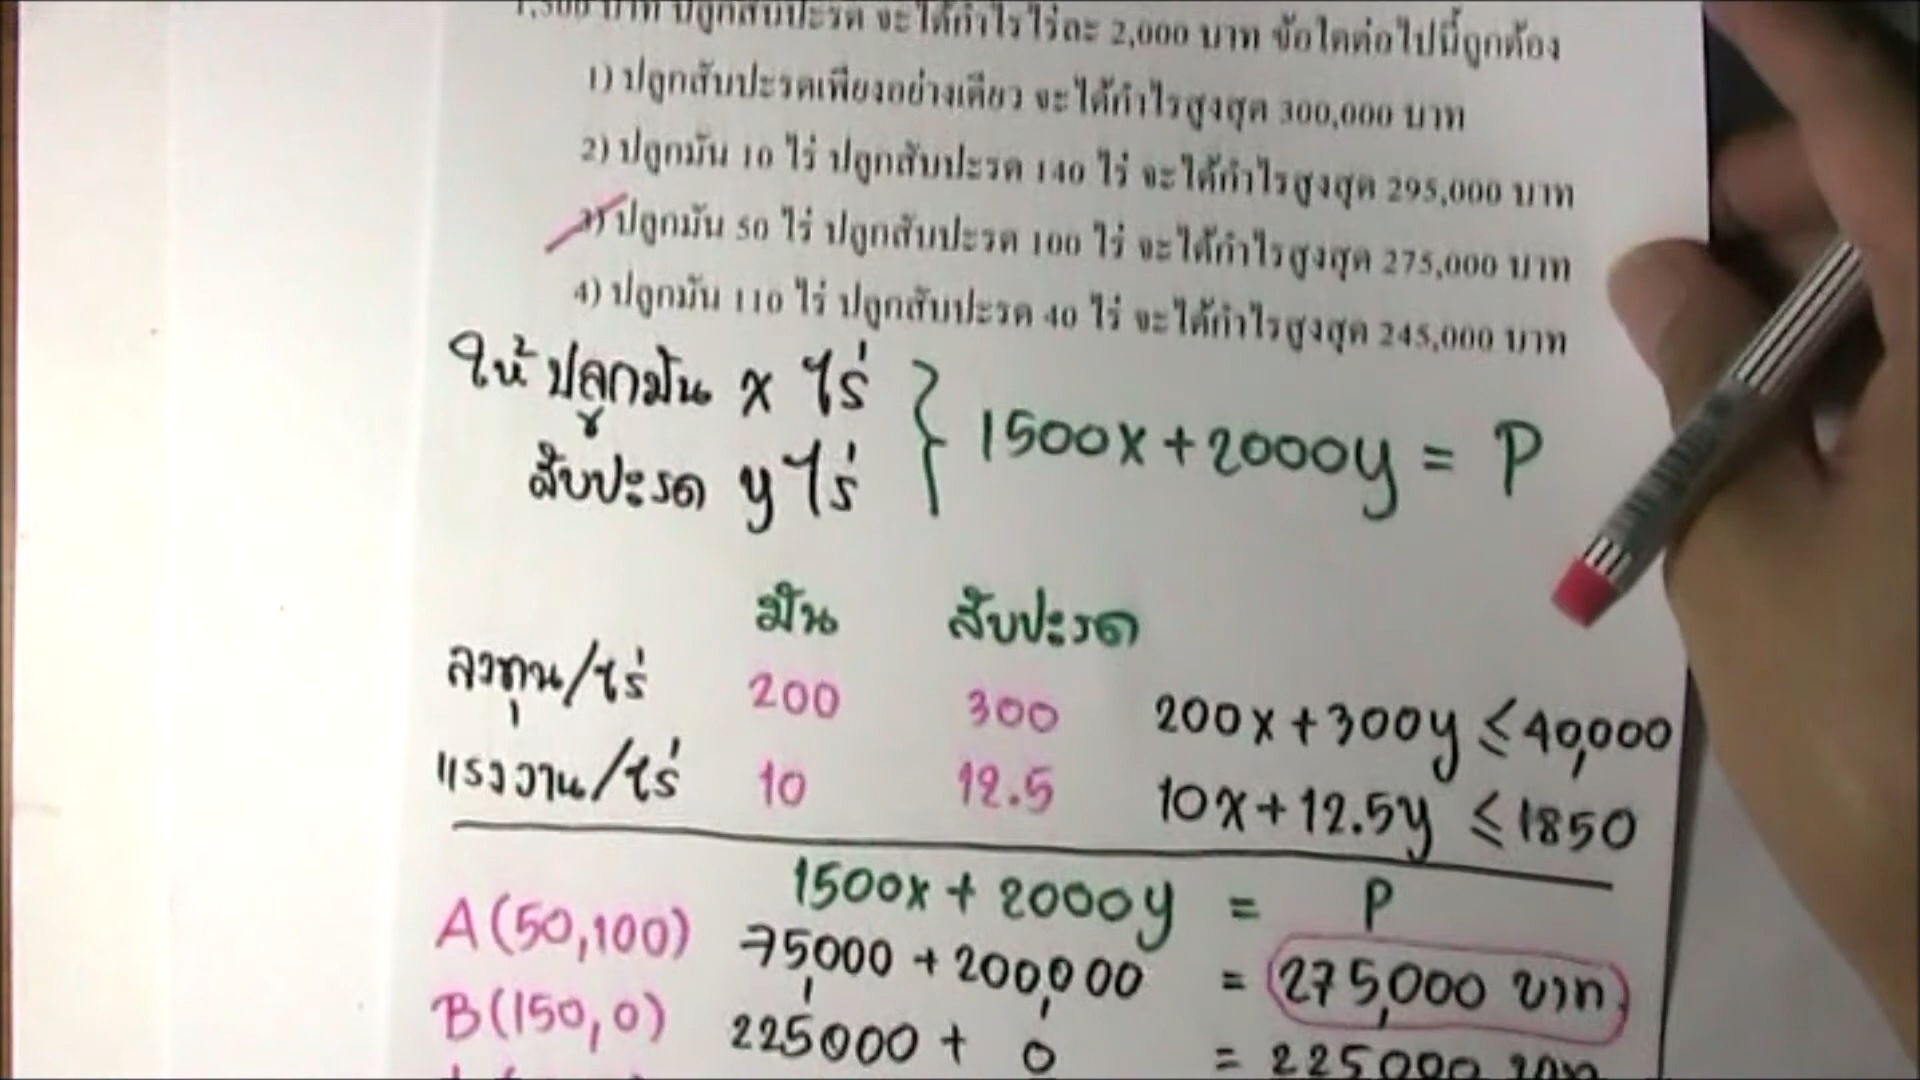 1,500 บาท ปลูกสับปะรด จะได้กำไรไร่ละ 2,000 บาท ข้อใดต่อไปนี้ถูกต้อง
1) ปลูกสับปะรดเพียงอย่างเดียว จะได้กำไรสูงสุด 300,000 บาท
2) ปลูกมัน 10 ไร่ ปลูกสับปะรด 140 ไร่ จะได้กำไรสูงสุด 295,000 บาท
3) ปลูกมัน 50 ไร่ ปลูกสับปะรด 100 ไร่ จะได้กำไรสูงสุด 275,000 บาท
4) ปลูกมัน 110 ไร่ ปลูกสับปะรด 40 ไร่ จะได้กำไรสูงสุด 245,000 บาท
ให้ ปลูกมัน x ไร่
สับปะรด y ไร่ } 1500x + 2000y = P
มัน สับปะรด
ลงทุน/ไร่ 200 300 200x + 300y ≤ 40,000
แรงงาน/ไร่ 10 12.5 10x + 12.5y ≤ 1850
1500x + 2000y = P
A(50,100) 75,000 + 200,000 = 275,000 บาท
B(150,0) 225000 + 0 = 225000 บาท